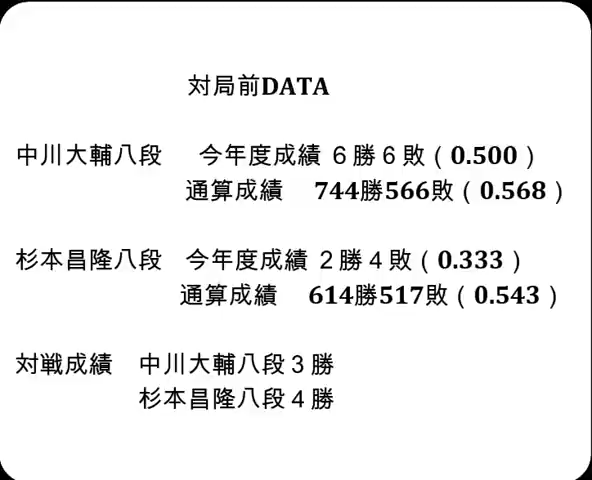 対局前DATA
中川大輔八段 今年度成績 6勝6敗(0.500)
通算成績 744勝566敗(0.568)
杉本昌隆八段 今年度成績 2勝4敗(0.333)
通算成績 614勝517敗(0.543)
対戦成績 中川大輔八段3勝
杉本昌隆八段4勝